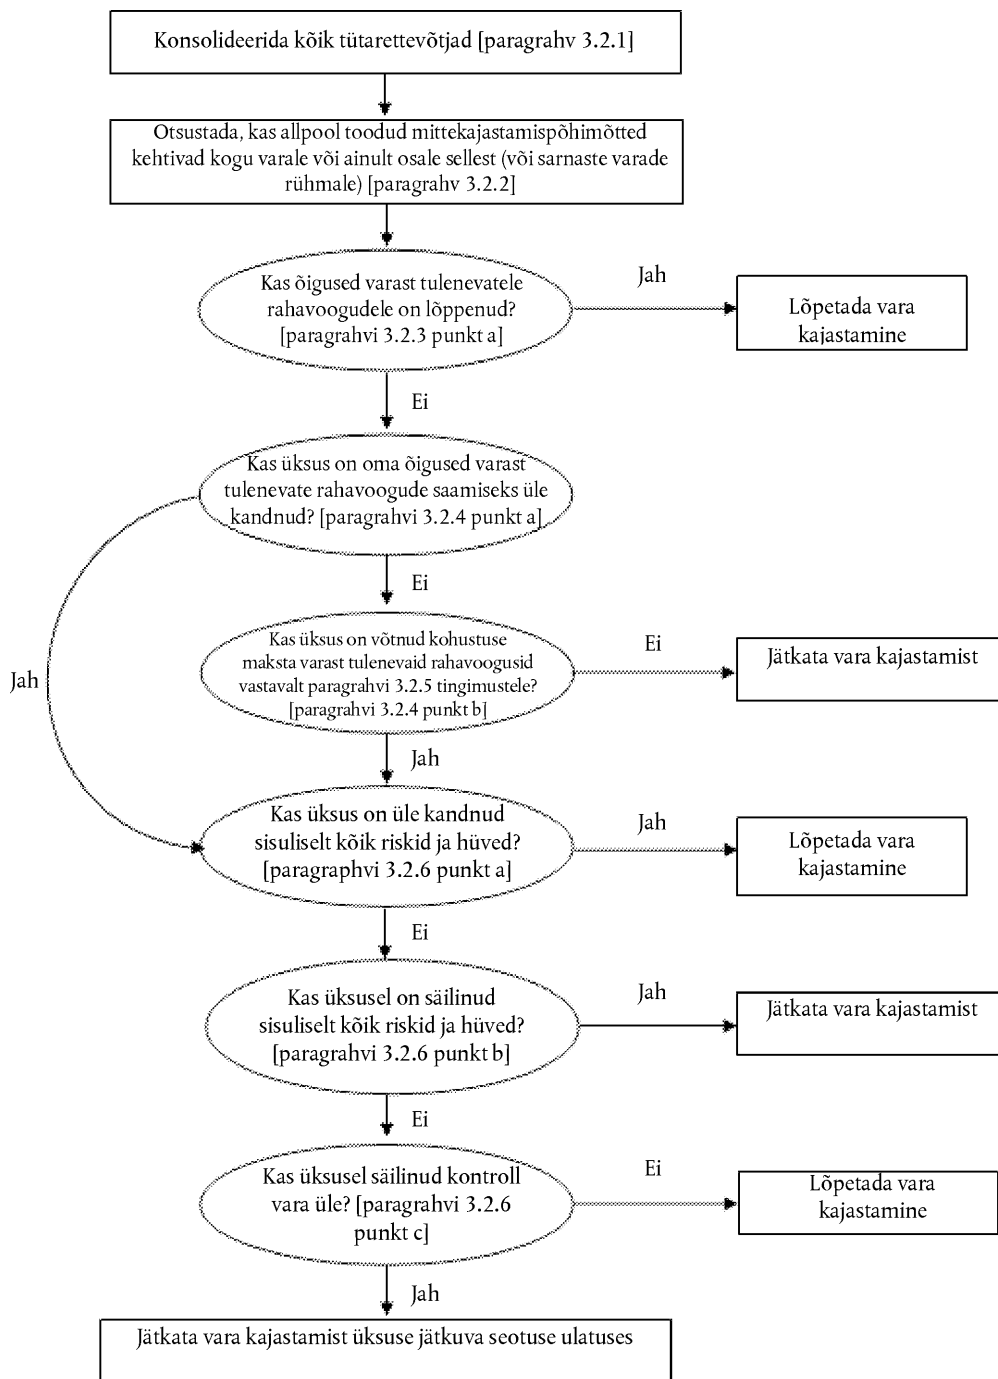 Konsolideerida kõik tütarettevõtjad [paragrahv 3.2.1]
Otsustada, kas allpool toodud mittekajastamispõhimõtted
kehtivad kogu varale või ainult osale sellest (või sarnaste varade
rühmale) [paragrahv 3.2.2]
Kas õigused varast tulenevatele
rahavoogudele on lõppenud?
[paragrahvi 3.2.3 punkt a]
Jah
Lõpetada vara
kajastamine
Ei
Kas üksus on oma õigused varast
tulenevate rahavoogude saamiseks üle
kandnud? [paragrahvi 3.2.4 punkt a]
Ei
Jah
Kas üksus on võtnud kohustuse
maksta varast tulenevaid rahavoogusid
vastavalt paragrahvi 3.2.5 tingimustele?
[paragrahvi 3.2.4 punkt b]
Ei
Jätkata vara kajastamist
Jah
Kas üksus on üle kandnud
sisuliselt kõik riskid ja hüved?
[paragraphvi 3.2.6 punkt a]
Jah
Lõpetada vara
kajastamine
Ei
Kas üksusel on säilinud
sisuliselt kõik riskid ja hüved?
[paragrahvi 3.2.6 punkt b]
Jah
Jätkata vara kajastamist
Ei
Kas üksusel säilinud kontroll
vara üle? [paragrahvi 3.2.6
punkt c]
Ei
Lõpetada vara
kajastamine
Jah
Jätkata vara kajastamist üksuse jätkuva seotuse ulatuses